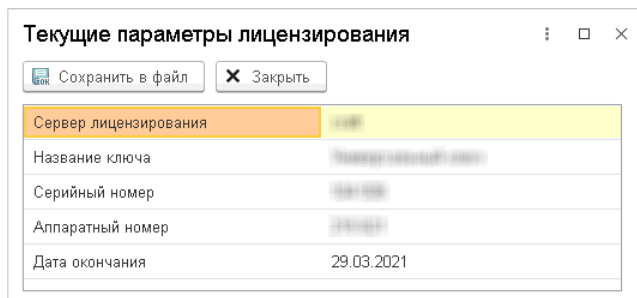 Текущие параметры лицензирования
Сохранить в файл Закрыть
Сервер лицензирования
Название ключа
Серийный номер
Аппаратный номер
Дата окончания 29.03.2021